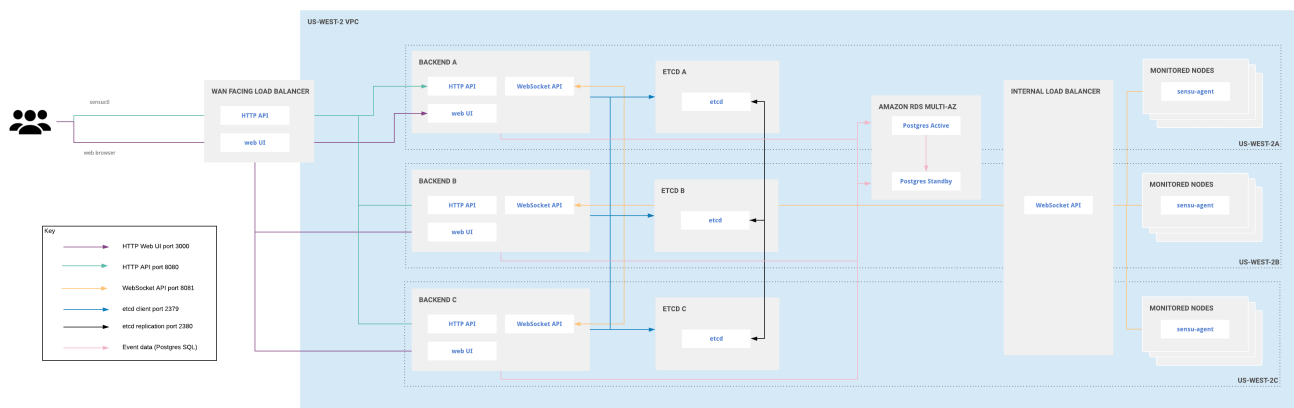 US-WEST-2 VPC
sensuctl
web browser
WAN FACING LOAD BALANCER
HTTP API
web UI
BACKEND A
HTTP API
WebSocket API
web UI
ETCD A
etcd
AMAZON RDS MULTI-AZ
Postgres Active
Postgres Standby
INTERNAL LOAD BALANCER
WebSocket API
MONITORED NODES
sensu-agent
US-WEST-2A
BACKEND B
HTTP API
WebSocket API
web UI
ETCD B
etcd
MONITORED NODES
sensu-agent
US-WEST-2B
BACKEND C
HTTP API
WebSocket API
web UI
ETCD C
etcd
MONITORED NODES
sensu-agent
US-WEST-2C
Key
HTTP Web UI port 3000
HTTP API port 8080
WebSocket API port 8081
etcd client port 2379
etcd replication port 2380
Event data (Postgres SQL)